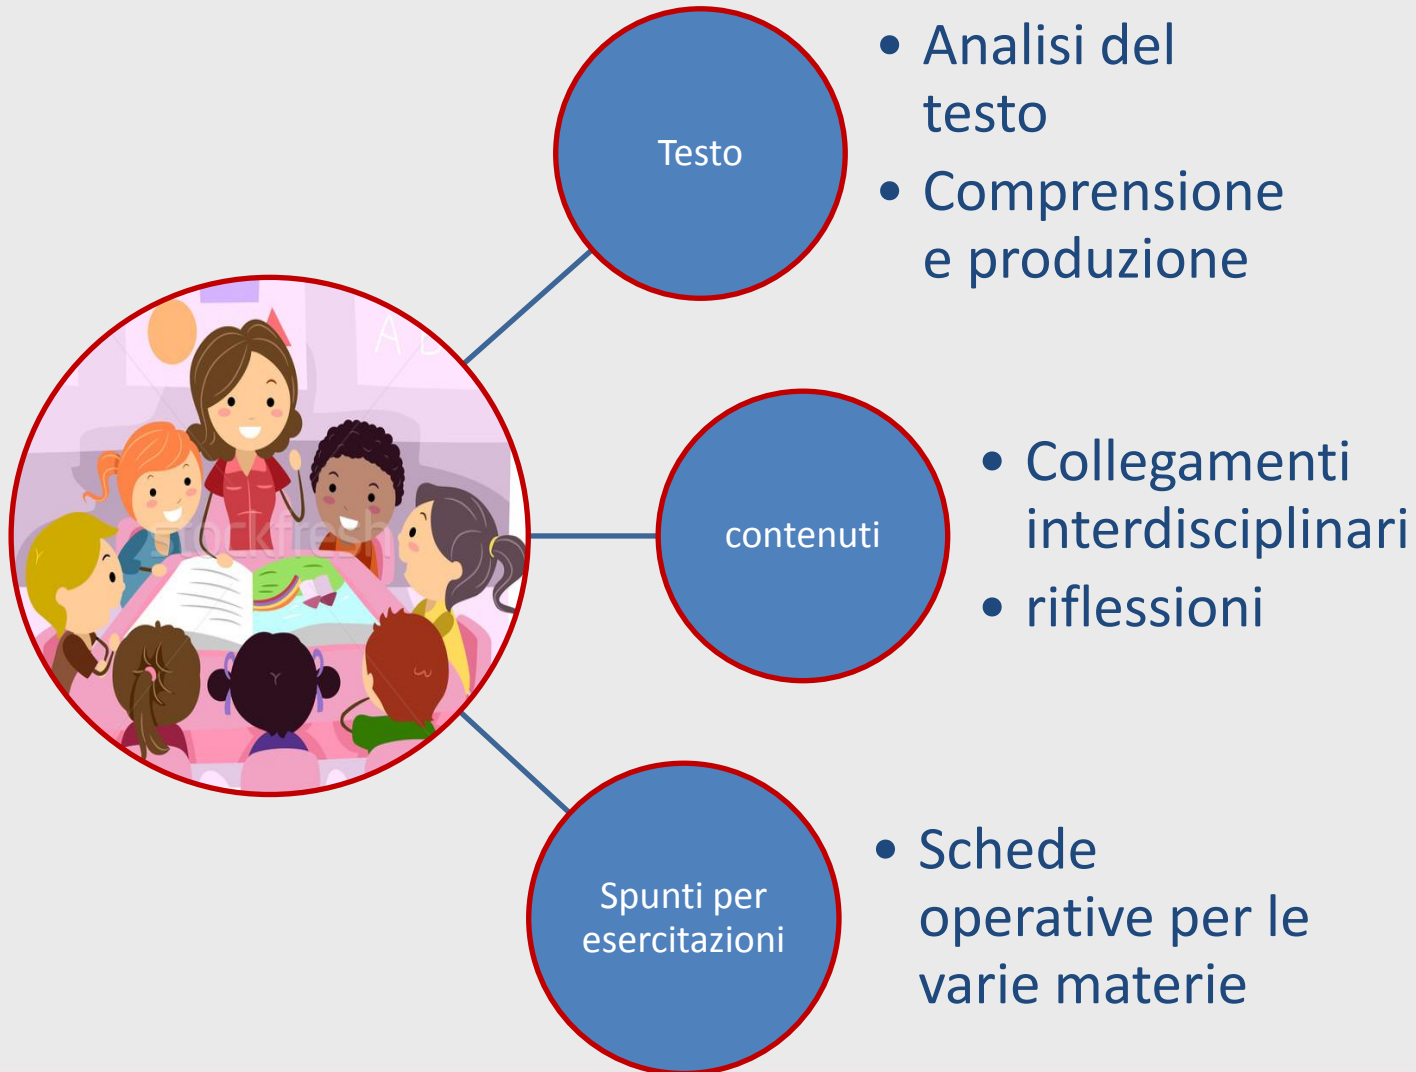 Testo
• Analisi del
testo
• Comprensione
e produzione
A
stockfresh
contenuti
• Collegamenti
interdisciplinari
• riflessioni
Spunti per
esercitazioni
• Schede
operative per le
varie materie